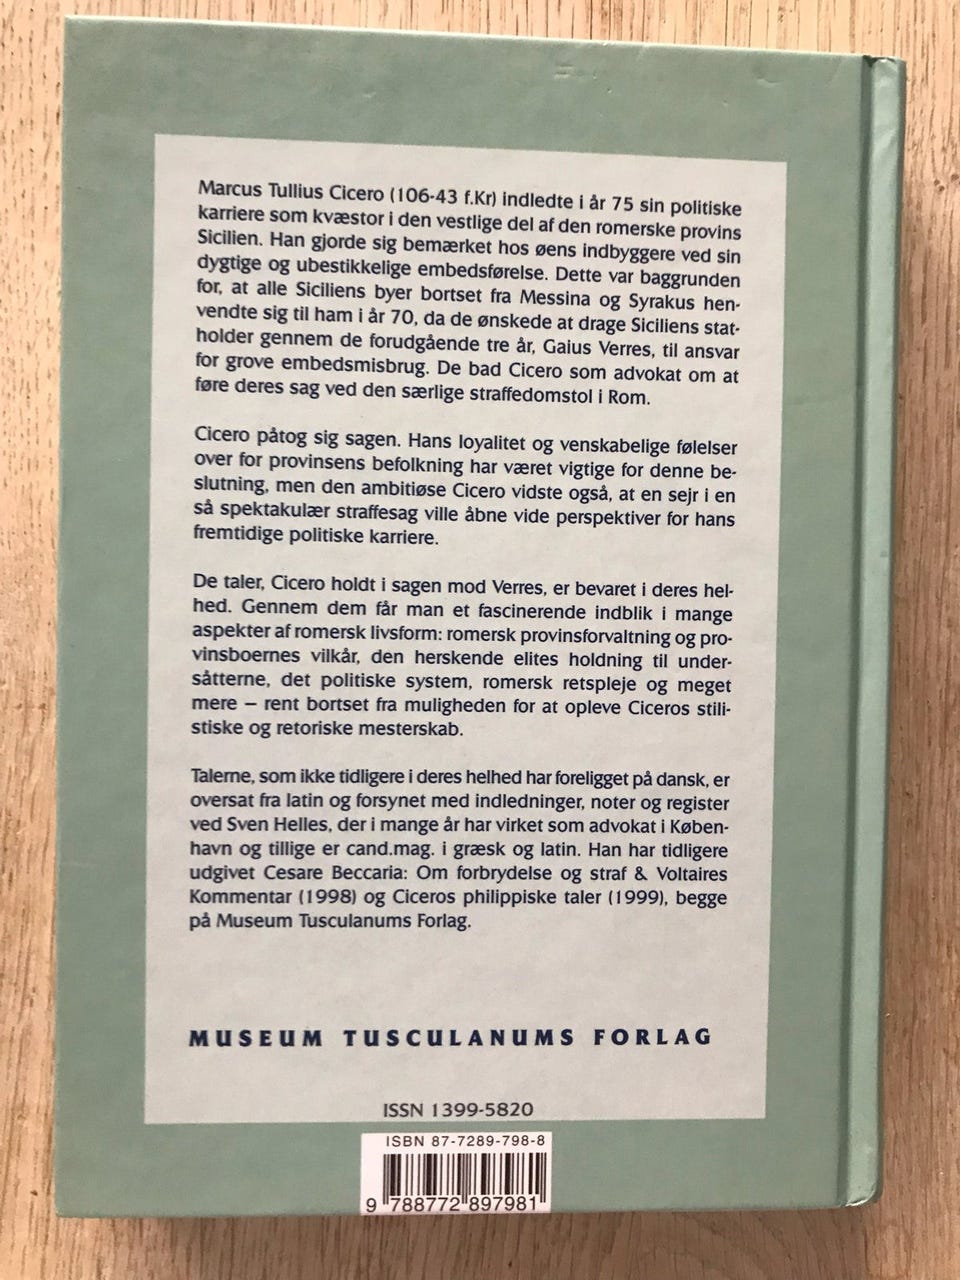 Marcus Tullius Cicero (106-43 f.Kr) indledte i år 75 sin politiske
karriere som kvæstor i den vestlige del af den romerske provins
Sicilien. Han gjorde sig bemærket hos øens indbyggere ved sin
dygtige og ubestikkelige embedsførelse. Dette var baggrunden
for, at alle Siciliens byer bortset fra Messina og Syrakus hen-
vendte sig til ham i år 70, da de ønskede at drage Siciliens stat-
holder gennem de forudgående tre år, Gaius Verres, til ansvar
for grove embedsmisbrug. De bad Cicero som advokat om at
føre deres sag ved den særlige straffedomstol i Rom.
Cicero påtog sig sagen. Hans loyalitet og venskabelige følelser
over for provinsens befolkning har været vigtige for denne be-
slutning, men den ambitiøse Cicero vidste også, at en sejr i en
så spektakulær straffesag ville åbne vide perspektiver for hans
fremtidige politiske karriere.
De taler, Cicero holdt i sagen mod Verres, er bevaret i deres hel-
hed. Gennem dem får man et fascinerende indblik i mange
aspekter af romersk livsform: romersk provinsforvaltning og pro-
vinsboernes vilkår, den herskende elites holdning til under-
såtterne, det politiske system, romersk retspleje og meget
mere – rent bortset fra muligheden for at opleve Ciceros stili-
stiske og retoriske mesterskab.
Talerne, som ikke tidligere i deres helhed har foreligget på dansk, er
oversat fra latin og forsynet med indledninger, noter og register
ved Sven Helles, der i mange år har virket som advokat i Køben-
havn og tillige er cand.mag. i græsk og latin. Han har tidligere
udgivet Cesare Beccaria: Om forbrydelse og straf & Voltaires
Kommentar (1998) og Ciceros philippiske taler (1999), begge
på Museum Tusculanums Forlag.
MUSEUM TUSCULANUMS FORLAG
ISSN 1399-5820
ISBN 87-7289-798-8
9 788772 897981